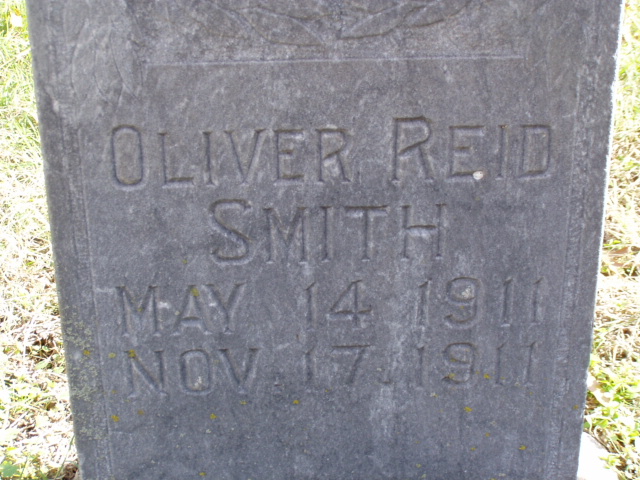 OLIVER REID
SMITH
MAY 14 1911
NOV. 17, 1911